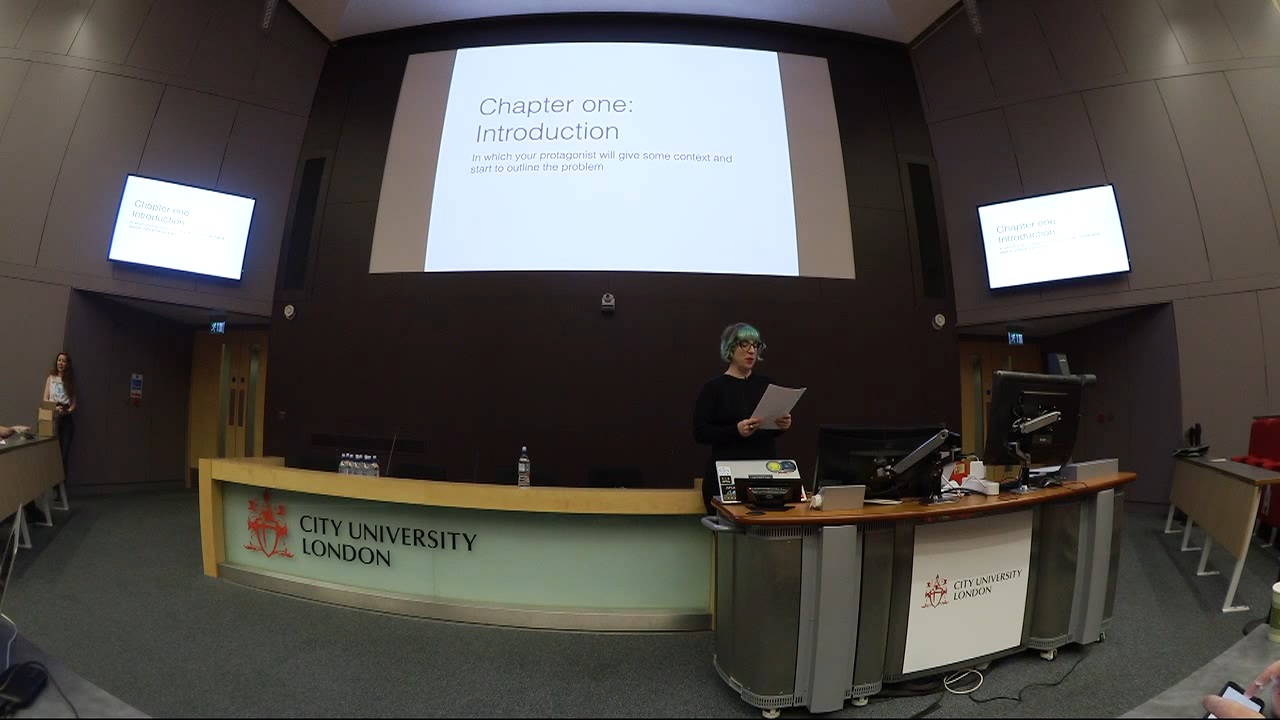 Chapter one:
Introduction
In which your protagonist will give some context and
start to outline the problem
Chapter one:
Introduction
Chapter one:
Introduction
CITY UNIVERSITY
LONDON
CITY UNIVERSITY
LONDON